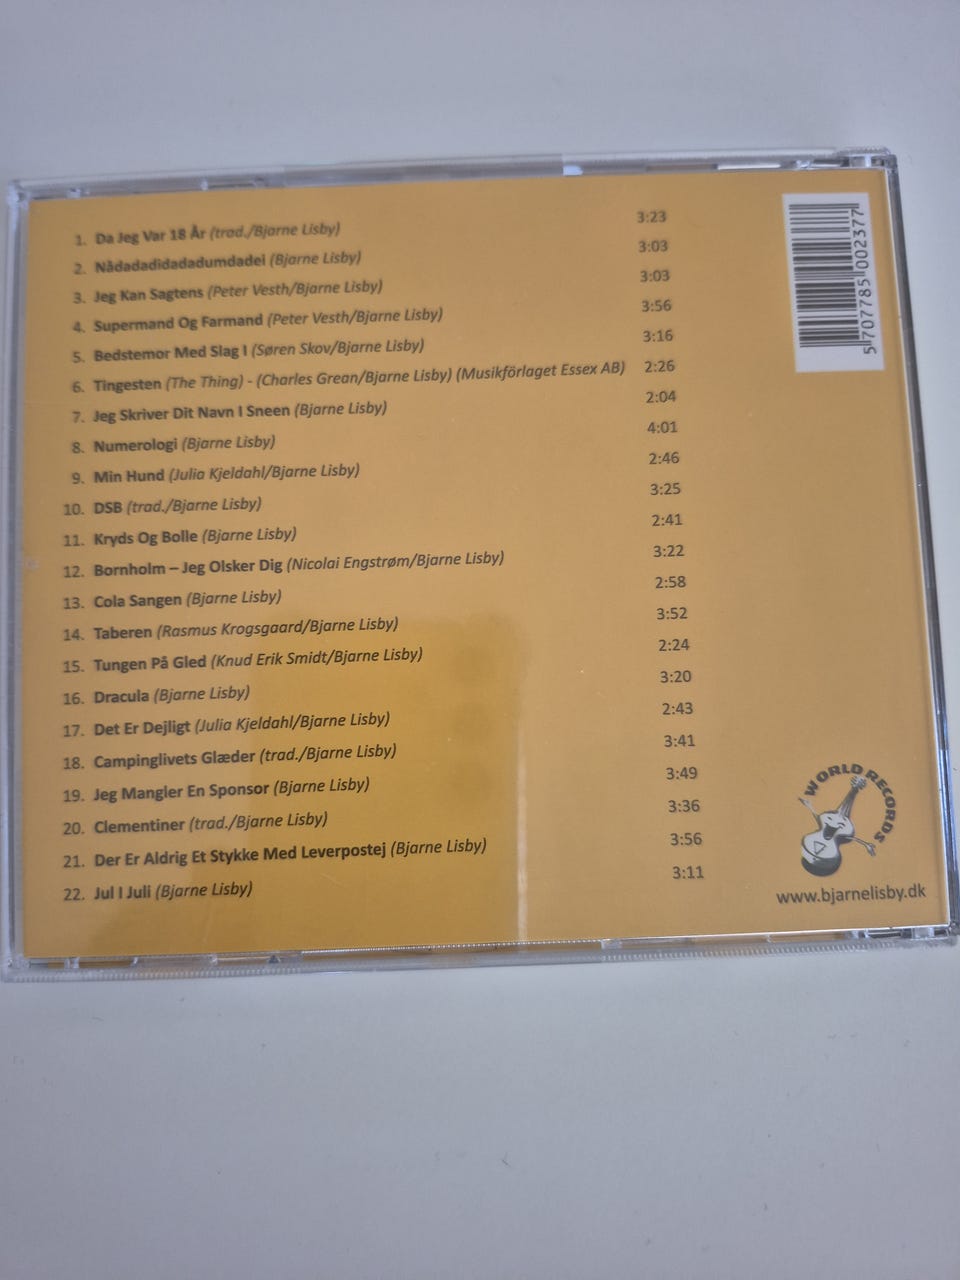 1. Da Jeg Var 18 År (trad./Bjarne Lisby) 3:23
2. Nådadadidadadumdadei (Bjarne Lisby) 3:03
3. Jeg Kan Sagtens (Peter Vesth/Bjarne Lisby) 3:03
4. Supermand Og Farmand (Peter Vesth/Bjarne Lisby) 3:56
5. Bedstemor Med Slag I (Søren Skov/Bjarne Lisby) 3:16
6. Tingesten (The Thing) - (Charles Grean/Bjarne Lisby) (Musikförlaget Essex AB) 2:26
7. Jeg Skriver Dit Navn I Sneen (Bjarne Lisby) 2:04
8. Numerologi (Bjarne Lisby) 4:01
9. Min Hund (Julia Kjeldahl/Bjarne Lisby) 2:46
10. DSB (trad./Bjarne Lisby) 3:25
11. Kryds Og Bolle (Bjarne Lisby) 2:41
12. Bornholm – Jeg Olsker Dig (Nicolai Engstrøm/Bjarne Lisby) 3:22
13. Cola Sangen (Bjarne Lisby) 2:58
14. Taberen (Rasmus Krogsgaard/Bjarne Lisby) 3:52
15. Tungen På Gled (Knud Erik Smidt/Bjarne Lisby) 2:24
16. Dracula (Bjarne Lisby) 3:20
17. Det Er Dejligt (Julia Kjeldahl/Bjarne Lisby) 2:43
18. Campinglivets Glæder (trad./Bjarne Lisby) 3:41
19. Jeg Mangler En Sponsor (Bjarne Lisby) 3:49
20. Clementiner (trad./Bjarne Lisby) 3:36
21. Der Er Aldrig Et Stykke Med Leverpostej (Bjarne Lisby) 3:56
22. Jul I Juli (Bjarne Lisby) 3:11
5 707785 002377
WORLD RECORDS
www.bjarnelisby.dk